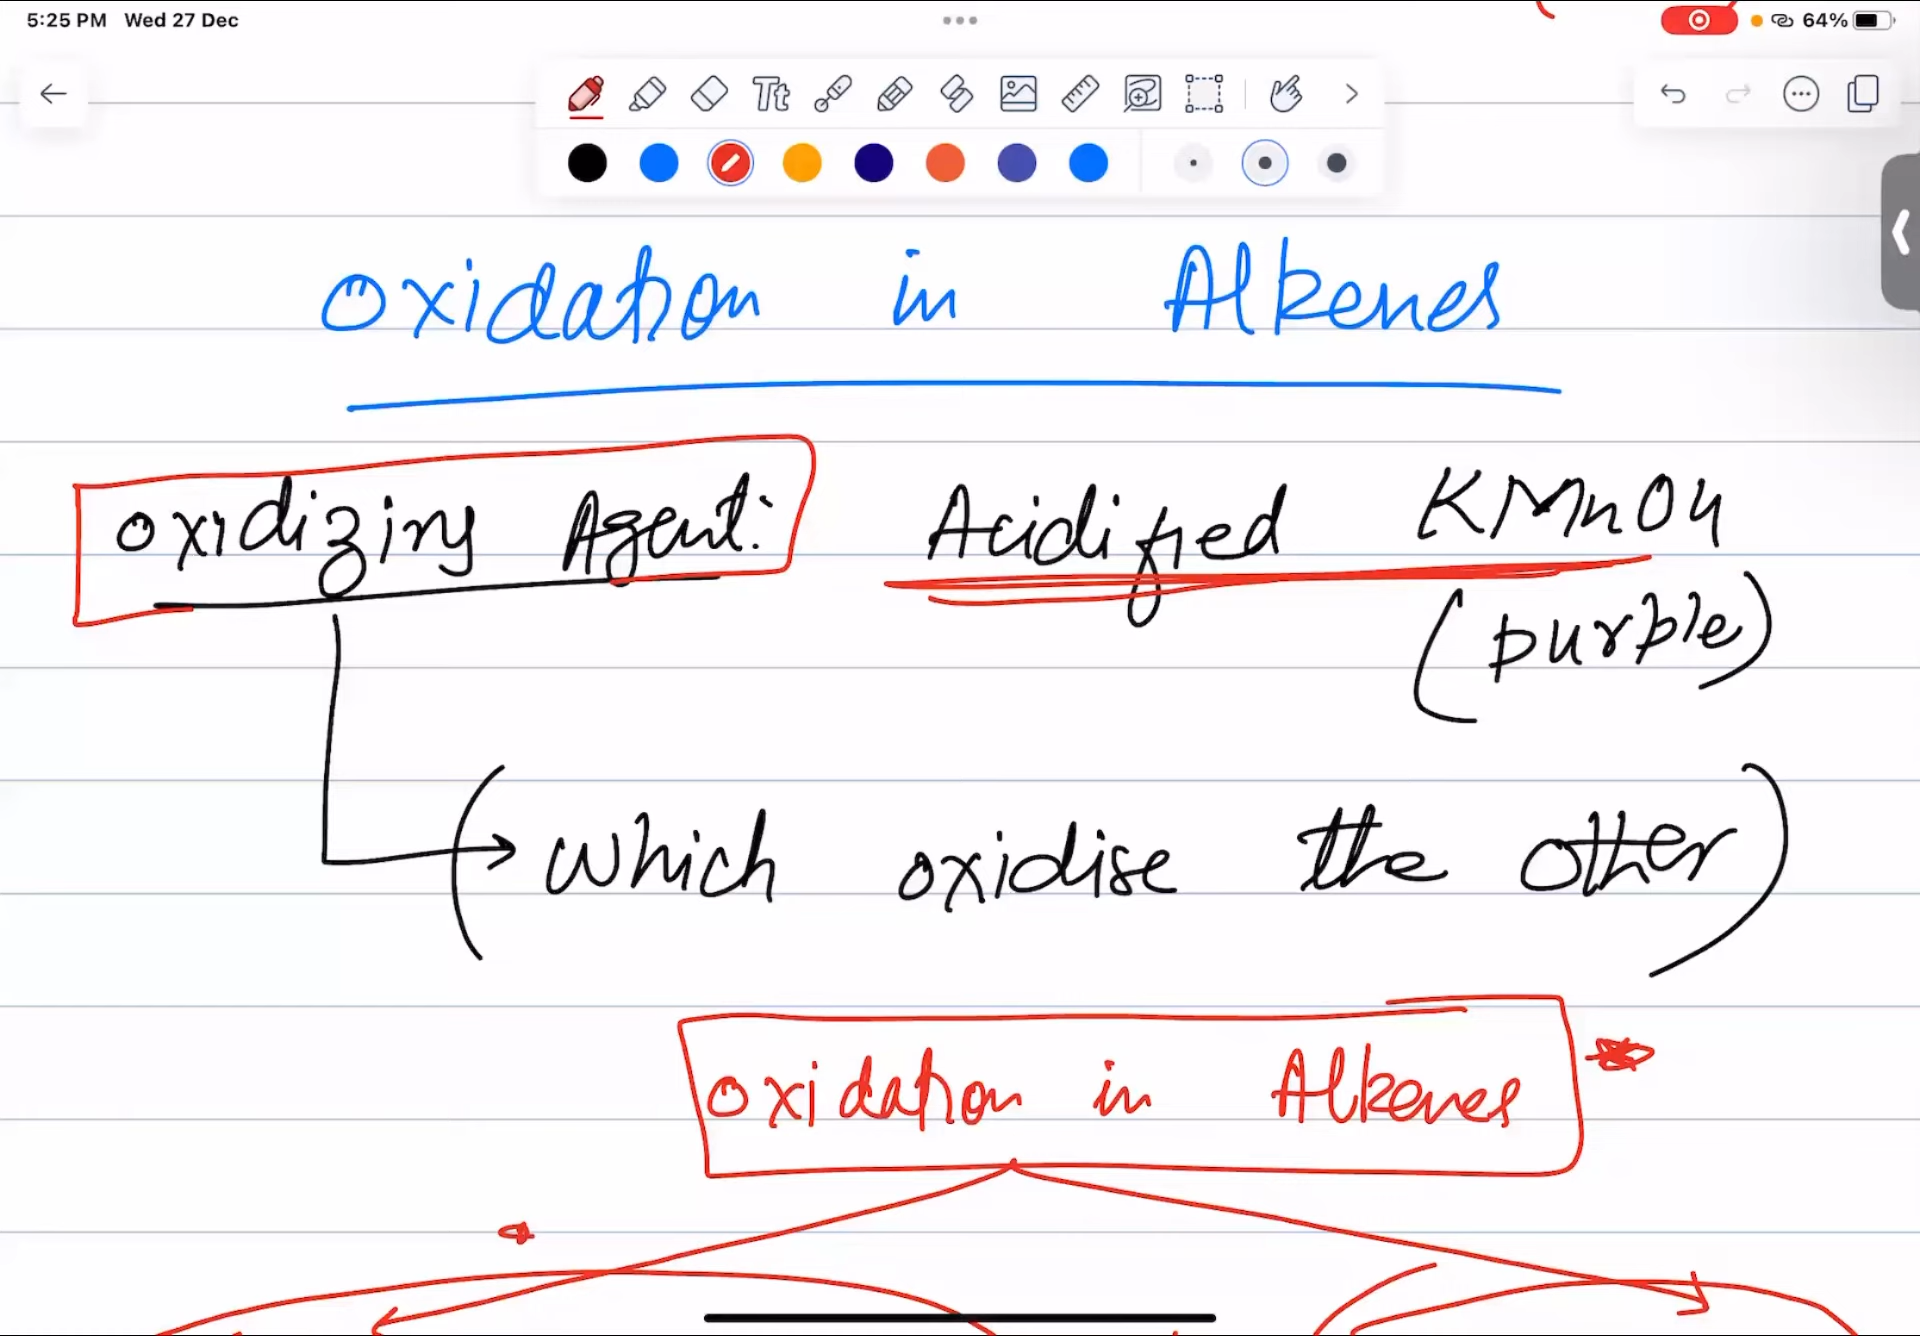 5:25 PM Wed 27 Dec
64%
Tt
Oxidation in Alkenes
Oxidizing Agent: Acidified KMnO4
(purple)
(→ which oxidise the other)
Oxidation in Alkenes